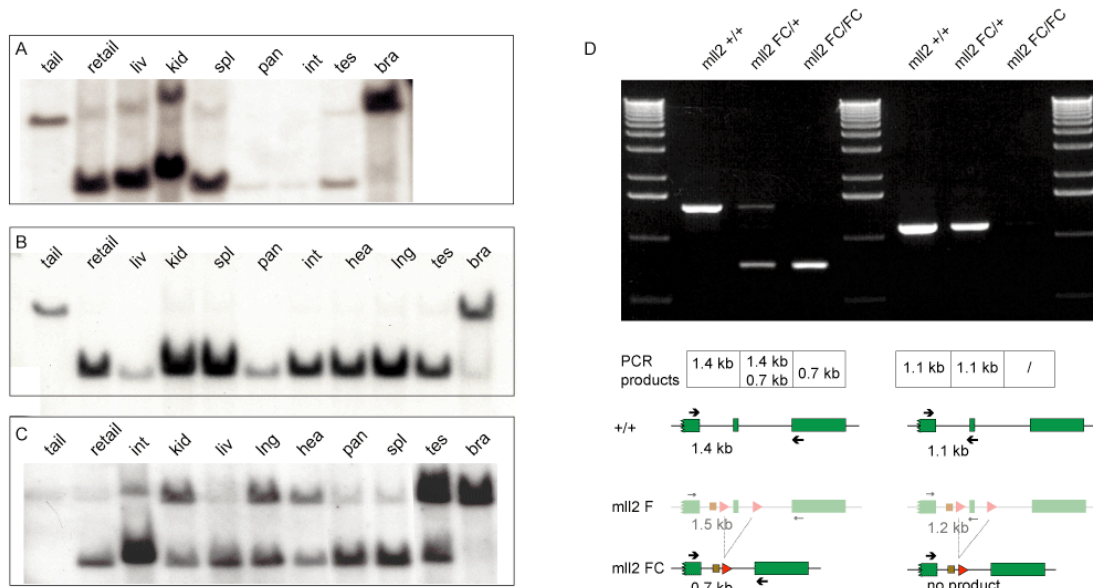 A
tail retail liv kid spl pan int tes bra
B
tail retail liv kid spl pan int hea lng tes bra
C
tail retail int kid liv lng hea pan spl tes bra
D
mll2 +/+ mll2 FC/+ mll2 FC/FC mll2 +/+ mll2 FC/+ mll2 FC/FC
PCR products
1.4 kb 1.4 kb 0.7 kb 0.7 kb 1.1 kb 1.1 kb /
+/+
1.4 kb 1.1 kb
mll2 F
1.5 kb 1.2 kb
mll2 FC
0.7 kb no product